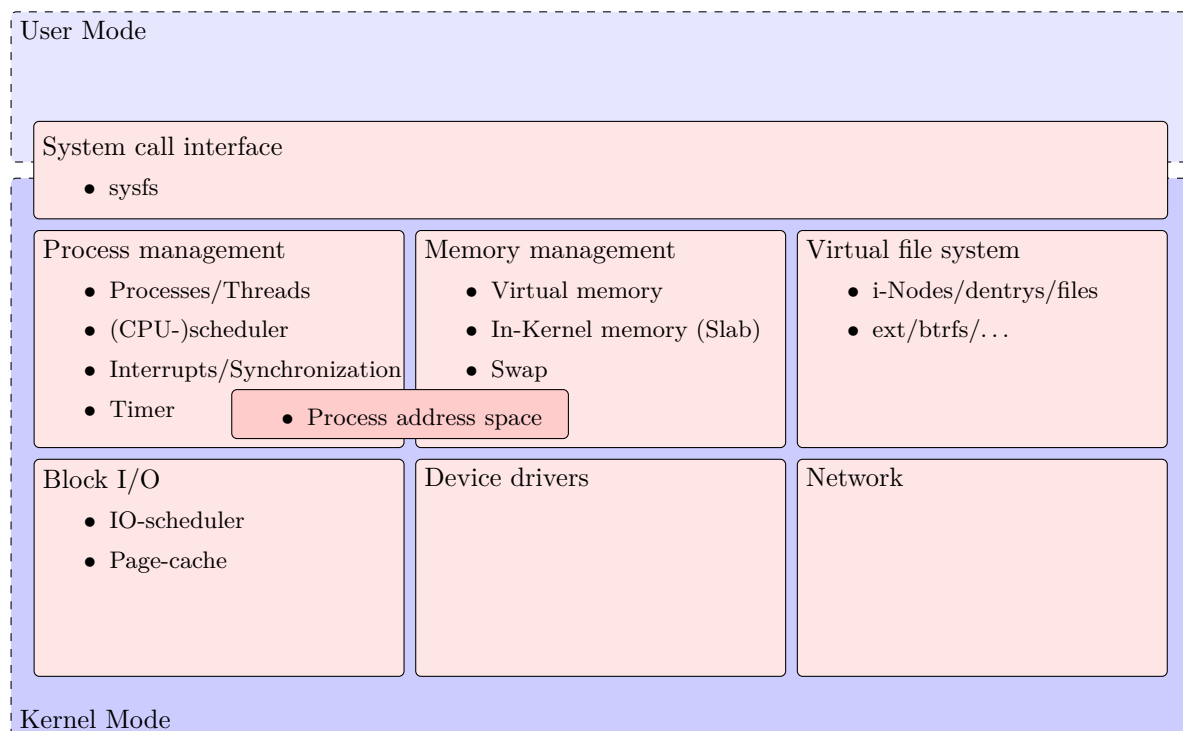 User Mode
System call interface
• sysfs
Process management
• Processes/Threads
• (CPU-)scheduler
• Interrupts/Synchronization
• Timer
Memory management
• Virtual memory
• In-Kernel memory (Slab)
• Swap
• Process address space
Virtual file system
• i-Nodes/dentrys/files
• ext/btrfs/...
Block I/O
• IO-scheduler
• Page-cache
Device drivers
Network
Kernel Mode